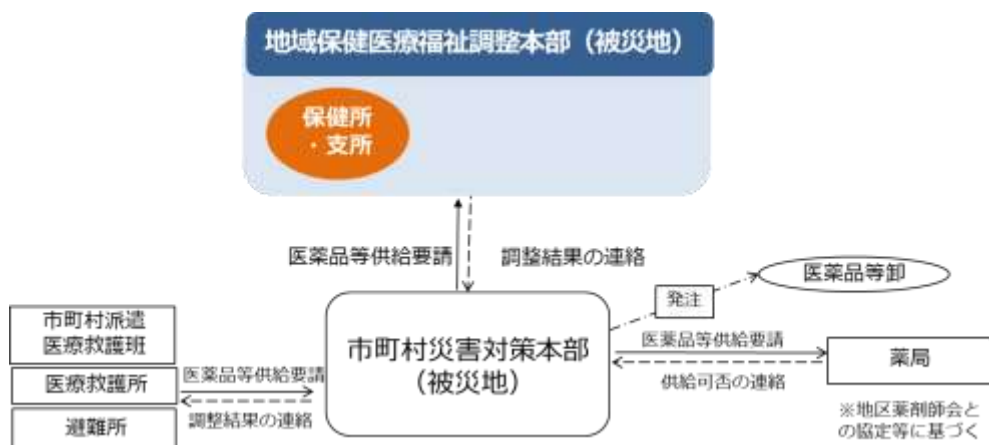 地域保健医療福祉調整本部（被災地）
保健所
・支所
医薬品等供給要請
調整結果の連絡
医薬品等卸
発注
市町村派遣
医療救護班
医療救護所
避難所
医薬品等供給要請
調整結果の連絡
市町村災害対策本部
（被災地）
医薬品等供給要請
供給可否の連絡
薬局
※地区薬剤師会と
の協定等に基づく